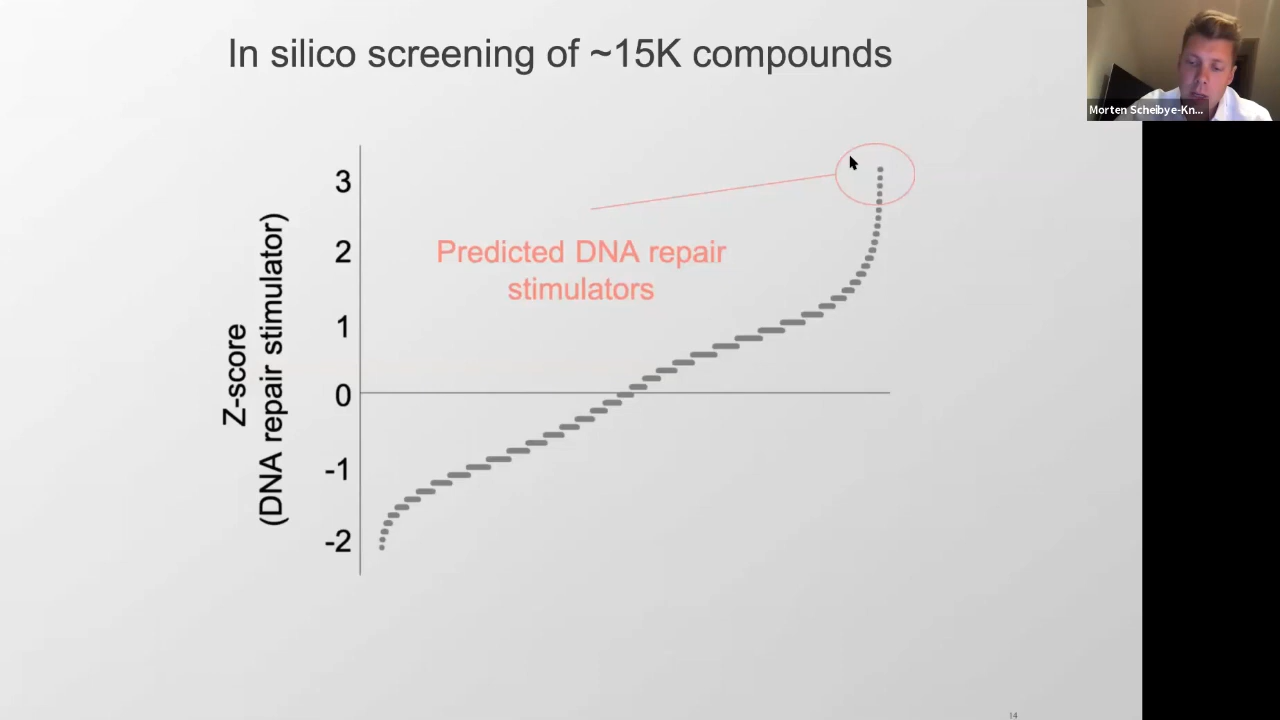 In silico screening of ~15K compounds
Morten Scheibye-Kn...
3
2
1
0
-1
-2
Z-score
(DNA repair stimulator)
Predicted DNA repair
stimulators
14